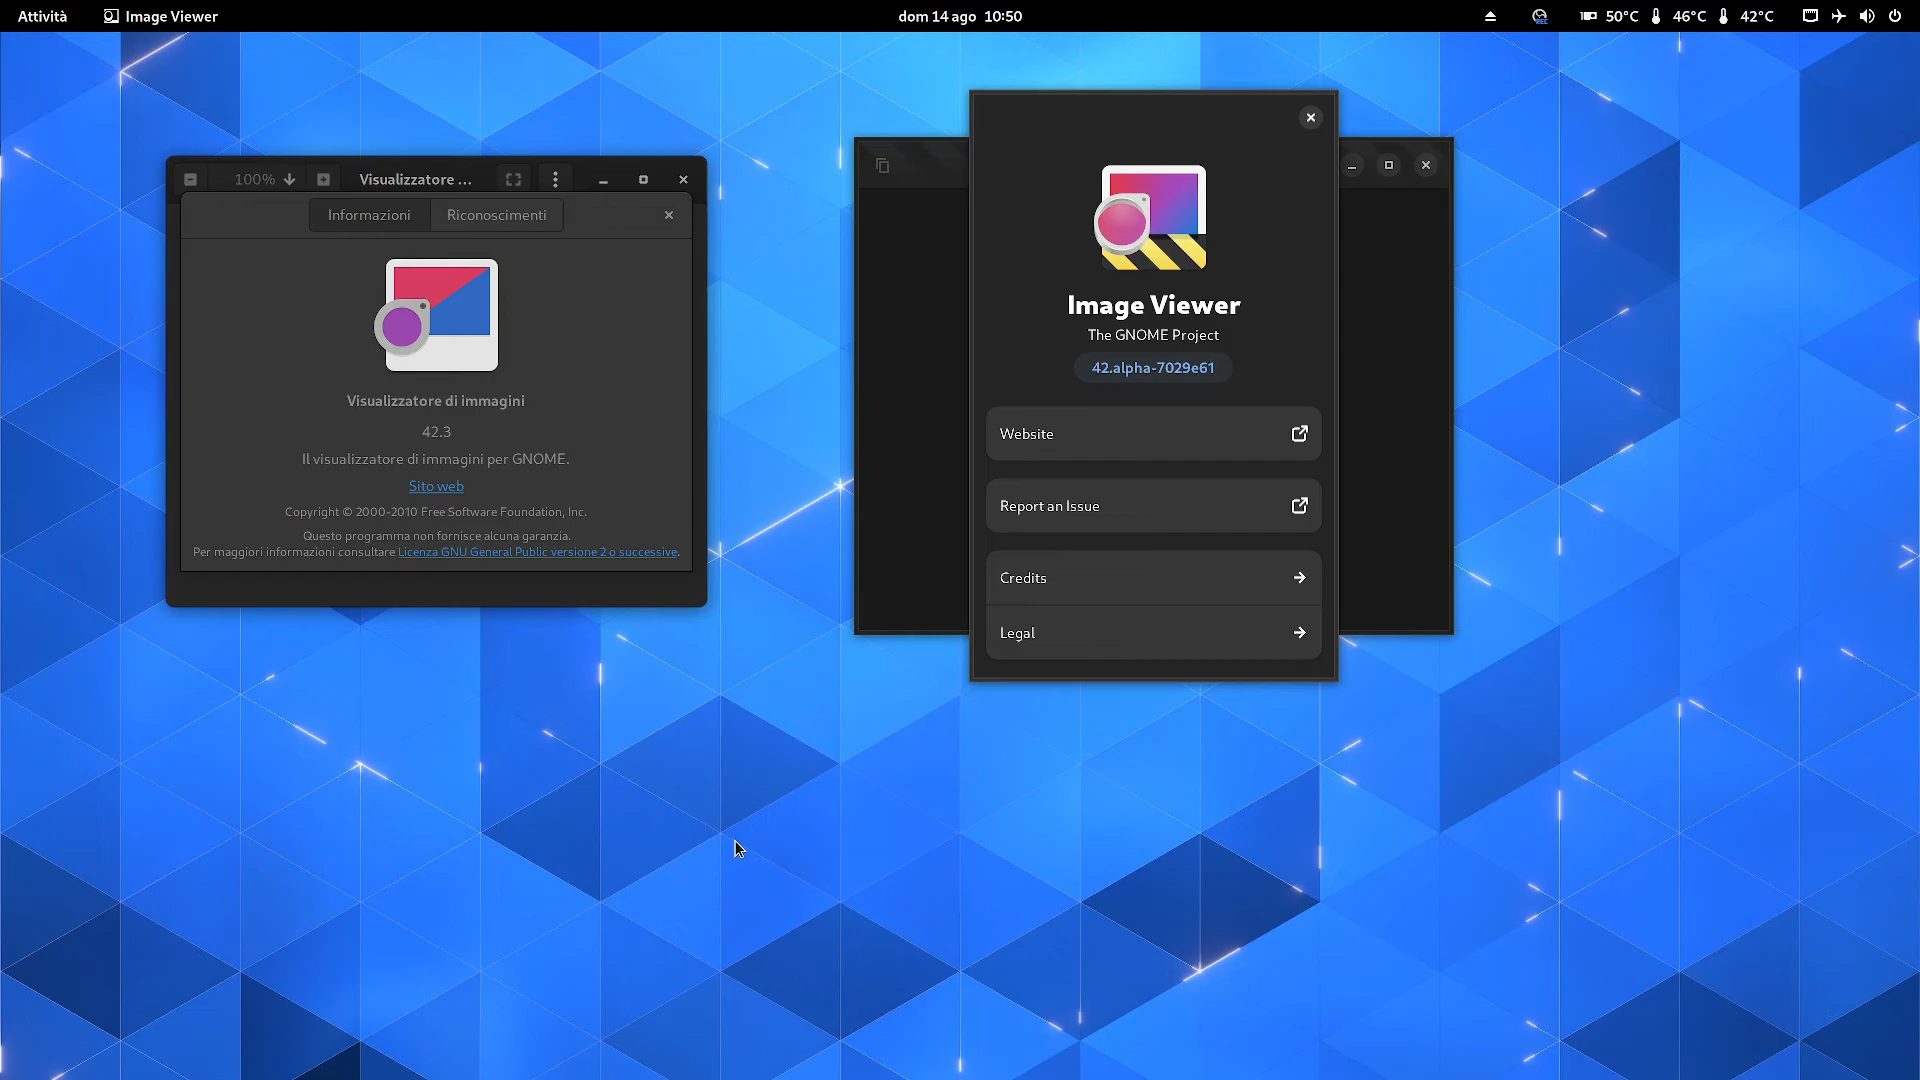 Attività
Image Viewer
dom 14 ago 10:50
REC
50°C
46°C
42°C
100%
Visualizzatore ...
Informazioni
Riconoscimenti
Visualizzatore di immagini
42.3
Il visualizzatore di immagini per GNOME.
Sito web
Copyright © 2000-2010 Free Software Foundation, Inc.
Questo programma non fornisce alcuna garanzia.
Per maggiori informazioni consultare Licenza GNU General Public versione 2 o successive.
Image Viewer
The GNOME Project
42.alpha-7029e61
Website
Report an Issue
Credits
Legal